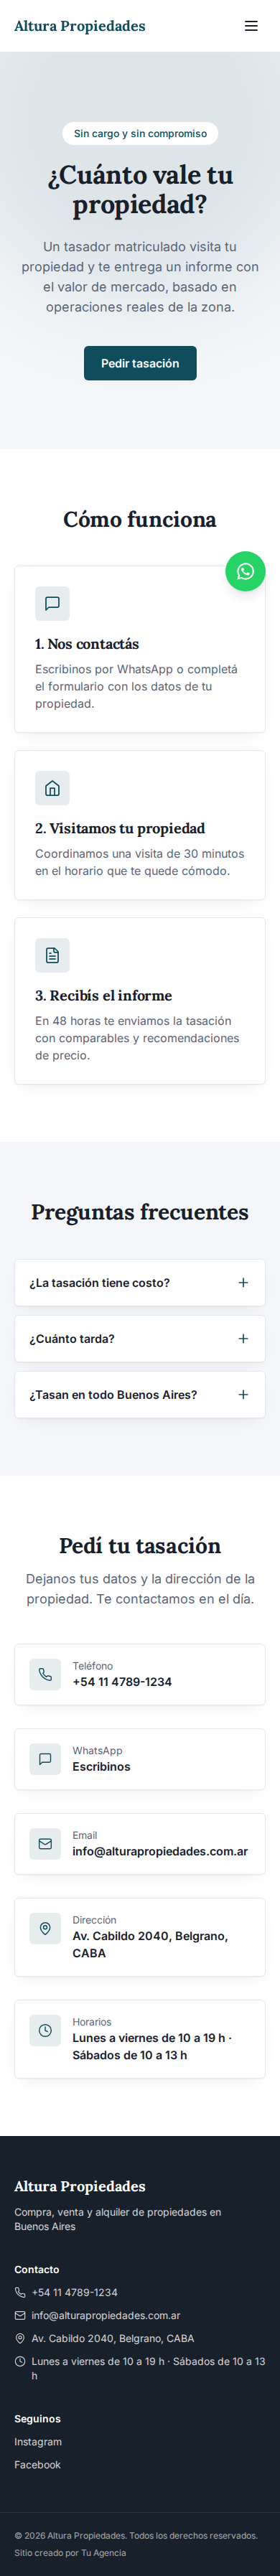 Altura Propiedades
Sin cargo y sin compromiso
¿Cuánto vale tu
propiedad?
Un tasador matriculado visita tu
propiedad y te entrega un informe con
el valor de mercado, basado en
operaciones reales de la zona.
Pedir tasación
Cómo funciona
1. Nos contactás
Escribinos por WhatsApp o completá
el formulario con los datos de tu
propiedad.
2. Visitamos tu propiedad
Coordinamos una visita de 30 minutos
en el horario que te quede cómodo.
3. Recibís el informe
En 48 horas te enviamos la tasación
con comparables y recomendaciones
de precio.
Preguntas frecuentes
¿La tasación tiene costo?
¿Cuánto tarda?
¿Tasan en todo Buenos Aires?
Pedí tu tasación
Dejanos tus datos y la dirección de la
propiedad. Te contactamos en el día.
Teléfono
+54 11 4789-1234
WhatsApp
Escribinos
Email
info@alturapropiedades.com.ar
Dirección
Av. Cabildo 2040, Belgrano,
CABA
Horarios
Lunes a viernes de 10 a 19 h ·
Sábados de 10 a 13 h
Altura Propiedades
Compra, venta y alquiler de propiedades en
Buenos Aires
Contacto
+54 11 4789-1234
info@alturapropiedades.com.ar
Av. Cabildo 2040, Belgrano, CABA
Lunes a viernes de 10 a 19 h · Sábados de 10 a 13
h
Seguinos
Instagram
Facebook
© 2026 Altura Propiedades. Todos los derechos reservados.
Sitio creado por Tu Agencia